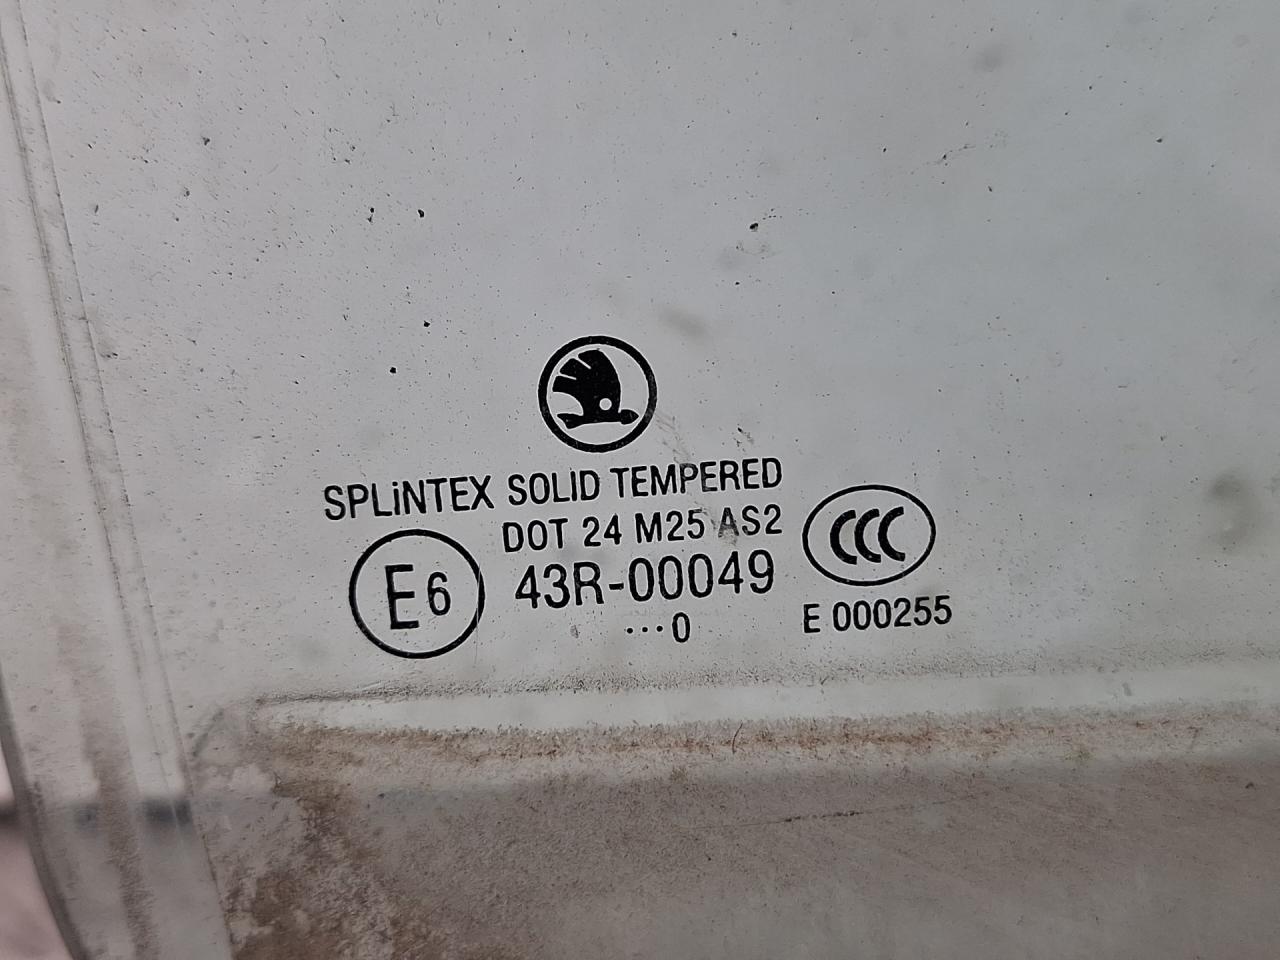 SPLiNTEX SOLID TEMPERED
DOT 24 M25 AS2
E6
43R-00049
···0
CCC
E 000255